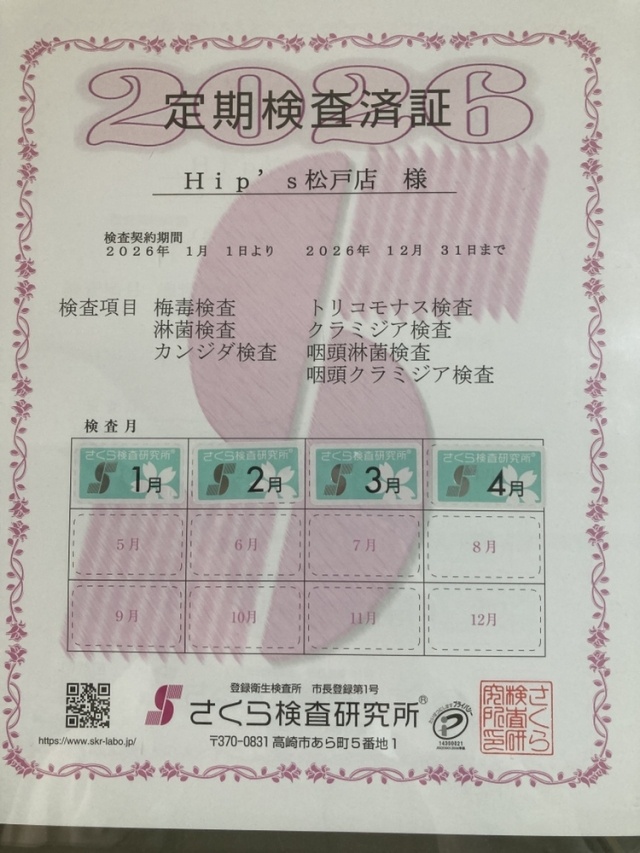 2026
定期検査済証
Hip's松戸店 様
検査契約期間
2026年 1月 1日より 2026年 12月 31日まで
検査項目 梅毒検査 トリコモナス検査
淋菌検査 クラミジア検査
カンジダ検査 咽頭淋菌検査
咽頭クラミジア検査
検査月
さくら検査研究所 さくら検査研究所 さくら検査研究所 さくら検査研究所
1月 2月 3月 4月
5月 6月 7月 8月
9月 10月 11月 12月
登録衛生検査所 市長登録第1号
さくら検査研究所®
〒370-0831 高崎市あら町5番地1
https://www.skr-labo.jp/
プライバシー
さくら
検査研
究所印